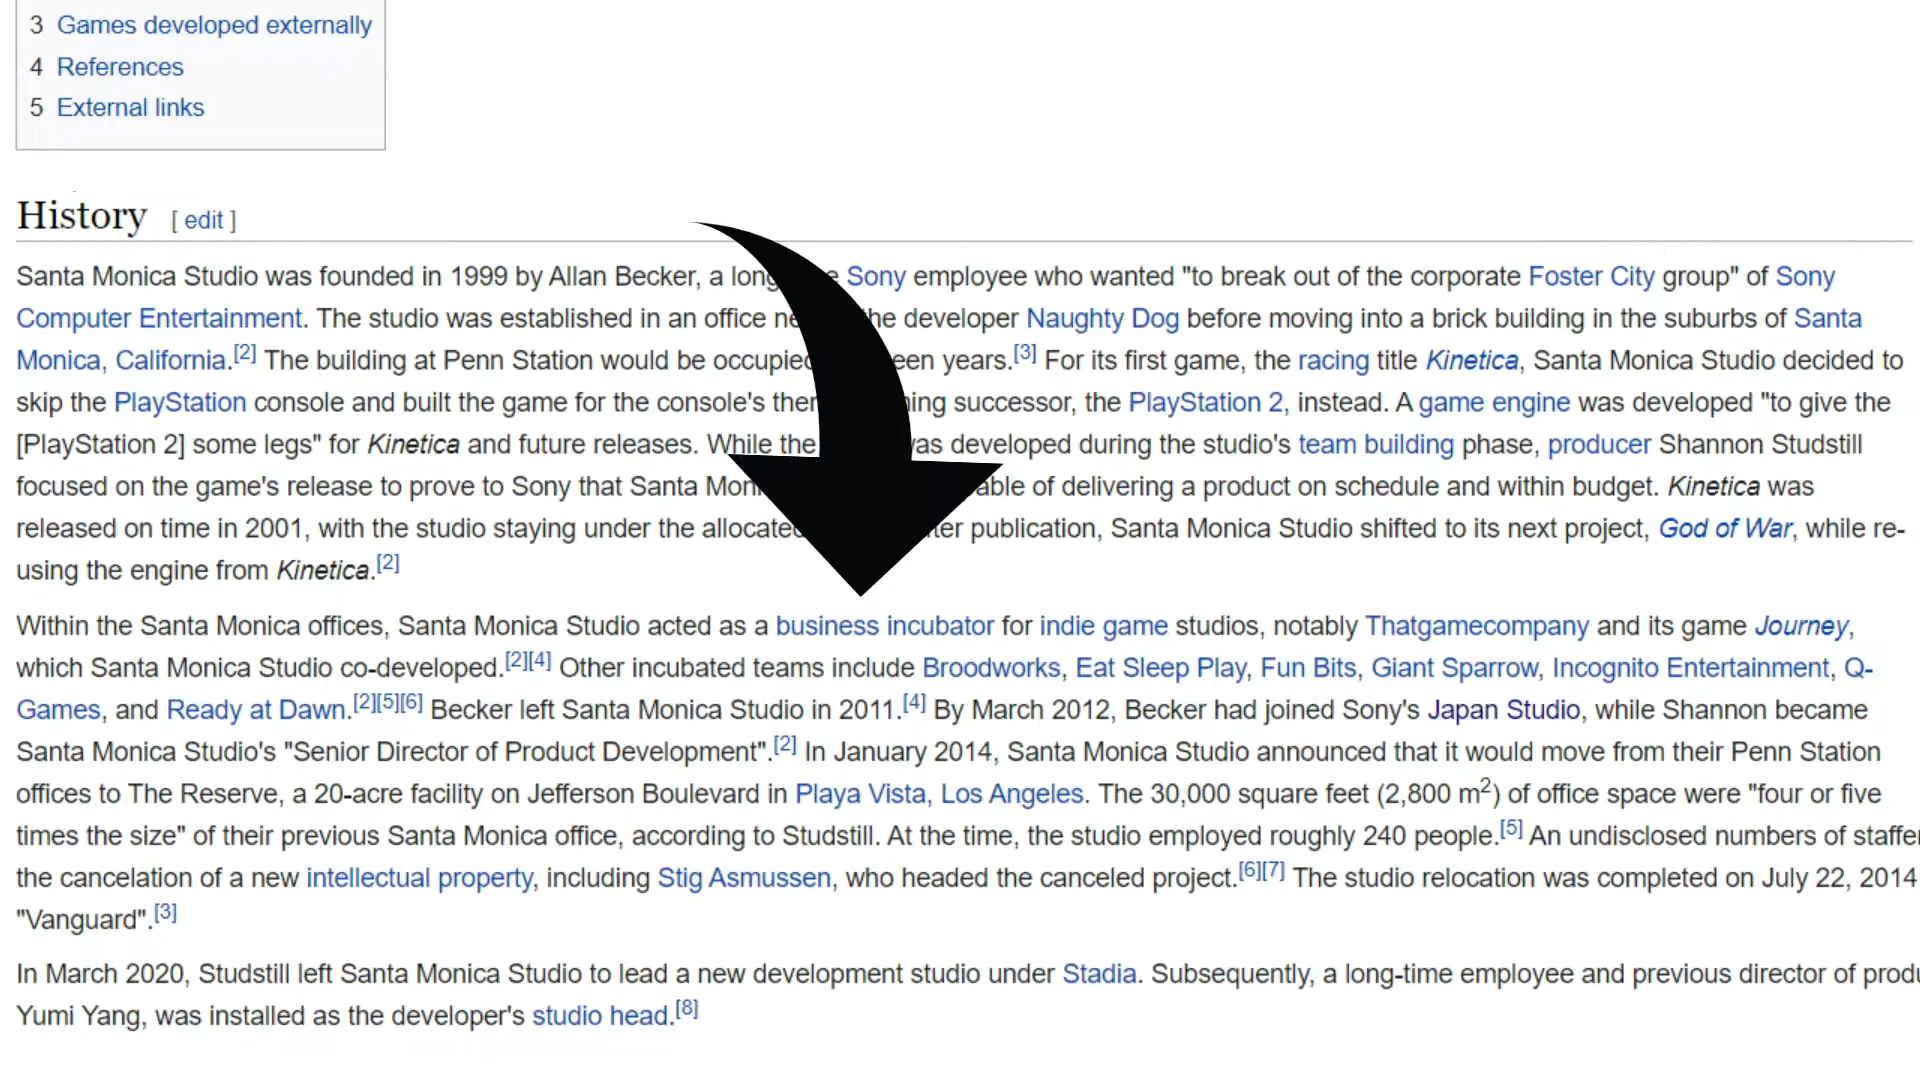 3 Games developed externally
4 References
5 External links
History [ edit ]
Santa Monica Studio was founded in 1999 by Allan Becker, a Sony employee who wanted "to break out of the corporate Foster City group" of Sony
Computer Entertainment. The studio was established in an office the developer Naughty Dog before moving into a brick building in the suburbs of Santa
Monica, California.[2] The building at Penn Station would be occupied years.[3] For its first game, the racing title Kinetica, Santa Monica Studio decided to
skip the PlayStation console and built the game for the console's successor, the PlayStation 2, instead. A game engine was developed "to give the
[PlayStation 2] some legs" for Kinetica and future releases. While the was developed during the studio's team building phase, producer Shannon Studstill
focused on the game's release to prove to Sony that Santa of delivering a product on schedule and within budget. Kinetica was
released on time in 2001, with the studio staying under the allocated publication, Santa Monica Studio shifted to its next project, God of War, while re-
using the engine from Kinetica.[2]
Within the Santa Monica offices, Santa Monica Studio acted as a business incubator for indie game studios, notably Thatgamecompany and its game Journey,
which Santa Monica Studio co-developed.[2][4] Other incubated teams include Broodworks, Eat Sleep Play, Fun Bits, Giant Sparrow, Incognito Entertainment, Q-
Games, and Ready at Dawn.[2][5][6] Becker left Santa Monica Studio in 2011.[4] By March 2012, Becker had joined Sony's Japan Studio, while Shannon became
Santa Monica Studio's "Senior Director of Product Development".[2] In January 2014, Santa Monica Studio announced that it would move from their Penn Station
offices to The Reserve, a 20-acre facility on Jefferson Boulevard in Playa Vista, Los Angeles. The 30,000 square feet (2,800 m2) of office space were "four or five
times the size" of their previous Santa Monica office, according to Studstill. At the time, the studio employed roughly 240 people.[5] An undisclosed numbers of
the cancelation of a new intellectual property, including Stig Asmussen, who headed the canceled project.[6][7] The studio relocation was completed on July 22, 2014
"Vanguard".[3]
In March 2020, Studstill left Santa Monica Studio to lead a new development studio under Stadia. Subsequently, a long-time employee and previous director of
Yumi Yang, was installed as the developer's studio head.[8]